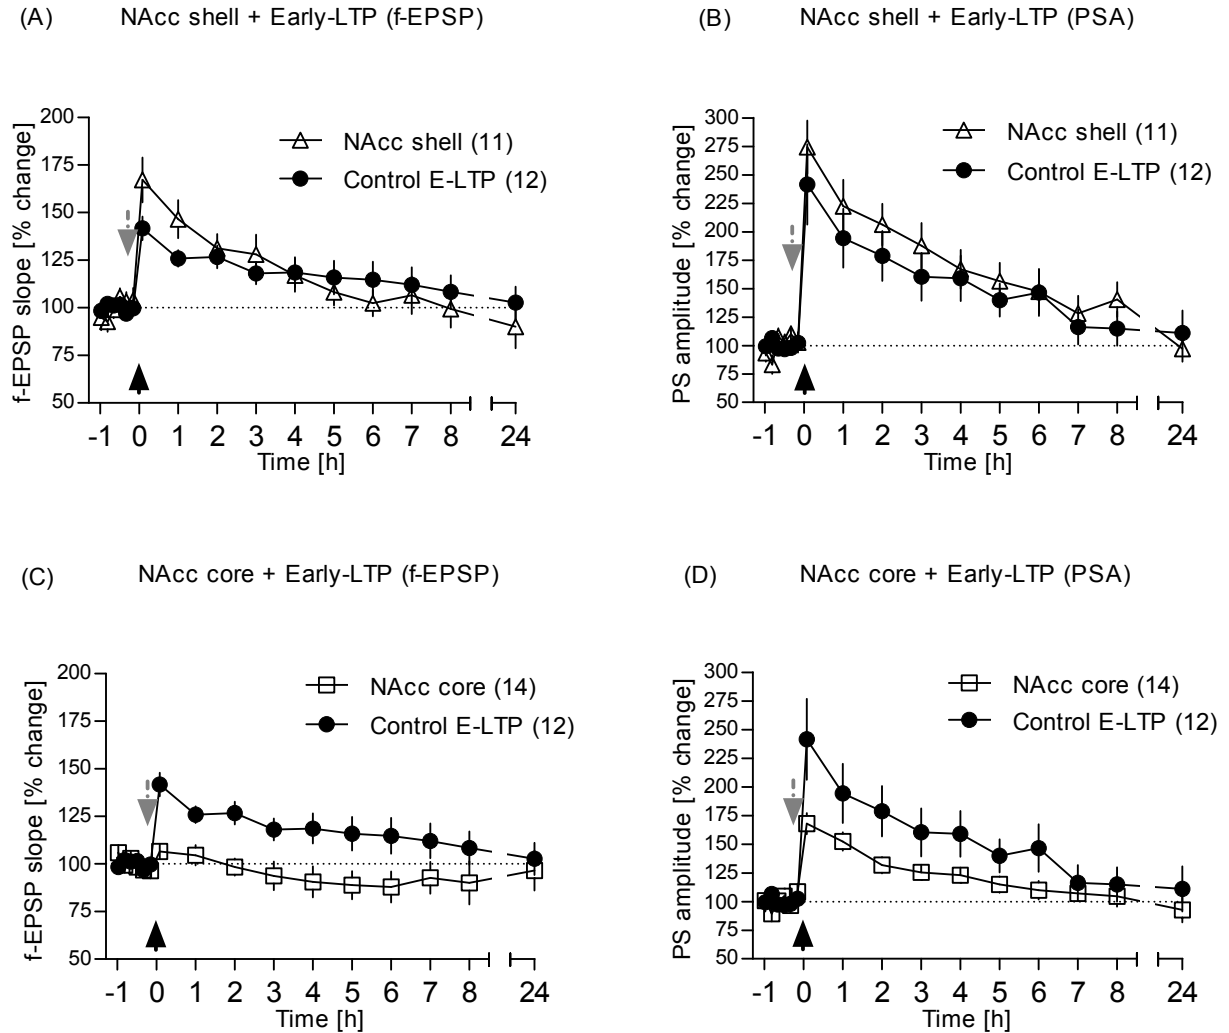 (A) NAcc shell + Early-LTP (f-EPSP)
f-EPSP slope [% change]
200
175
150
125
100
75
50
NAcc shell (11)
Control E-LTP (12)
-1 0 1 2 3 4 5 6 7 8 24
Time [h]
(B) NAcc shell + Early-LTP (PSA)
PS amplitude [% change]
300
275
250
225
200
175
150
125
100
75
50
NAcc shell (11)
Control E-LTP (12)
-1 0 1 2 3 4 5 6 7 8 24
Time [h]
(C) NAcc core + Early-LTP (f-EPSP)
f-EPSP slope [% change]
200
175
150
125
100
75
50
NAcc core (14)
Control E-LTP (12)
-1 0 1 2 3 4 5 6 7 8 24
Time [h]
(D) NAcc core + Early-LTP (PSA)
PS amplitude [% change]
300
275
250
225
200
175
150
125
100
75
50
NAcc core (14)
Control E-LTP (12)
-1 0 1 2 3 4 5 6 7 8 24
Time [h]